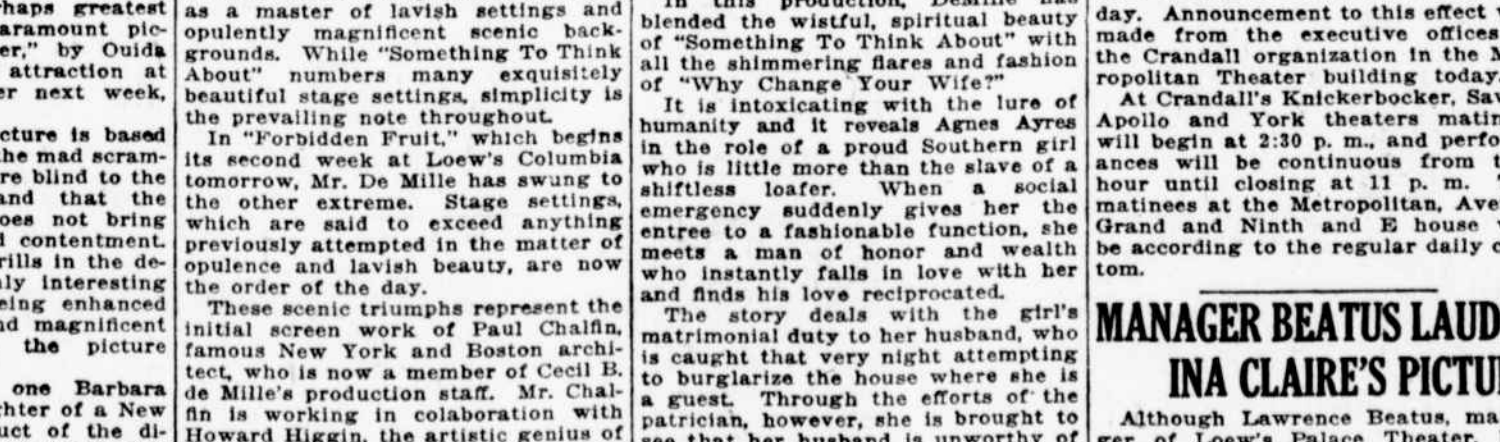 rhaps greatest
aramount pic-
er," by Ouida
attraction at
er next week,
cture is based
he mad scram-
re blind to the
and that the
oes not bring
d contentment.
rills in the de-
ly interesting
eing enhanced
nd magnificent
the picture
one Barbara
hter of a New
uct of the di-
as a master of lavish settings and
opulently magnificent scenic back-
grounds. While "Something To Think
About" numbers many exquisitely
beautiful stage settings, simplicity is
the prevailing note throughout.
In "Forbidden Fruit," which begins
its second week at Loew's Columbia
tomorrow, Mr. De Mille has swung to
the other extreme. Stage settings,
which are said to exceed anything
previously attempted in the matter of
opulence and lavish beauty, are now
the order of the day.
These scenic triumphs represent the
initial screen work of Paul Chalfin,
famous New York and Boston archi-
tect, who is now a member of Cecil B.
de Mille's production staff. Mr. Chal-
fin is working in colaboration with
Howard Higgin, the artistic genius of
In this production, DeMille has
blended the wistful, spiritual beauty
of "Something To Think About" with
all the shimmering flares and fashion
of "Why Change Your Wife?"
It is intoxicating with the lure of
humanity and it reveals Agnes Ayres
in the role of a proud Southern girl
who is little more than the slave of a
shiftless loafer. When a social
emergency suddenly gives her the
entree to a fashionable function, she
meets a man of honor and wealth
who instantly falls in love with her
and finds his love reciprocated.
The story deals with the girl's
matrimonial duty to her husband, who
is caught that very night attempting
to burglarize the house where she is
a guest. Through the efforts of the
patrician, however, she is brought to
see that her husband is unworthy of
day. Announcement to this effect
made from the executive offices
the Crandall organization in the M
ropolitan Theater building today.
At Crandall's Knickerbocker, Sav
Apollo and York theaters matin
will begin at 2:30 p. m., and perfo
ances will be continuous from t
hour until closing at 11 p. m.
matinees at the Metropolitan, Ave
Grand and Ninth and E house
be according to the regular daily c
tom.
MANAGER BEATUS LAUD
INA CLAIRE'S PICTU
Although Lawrence Beatus, ma
ger of Loew's Palace Theater,